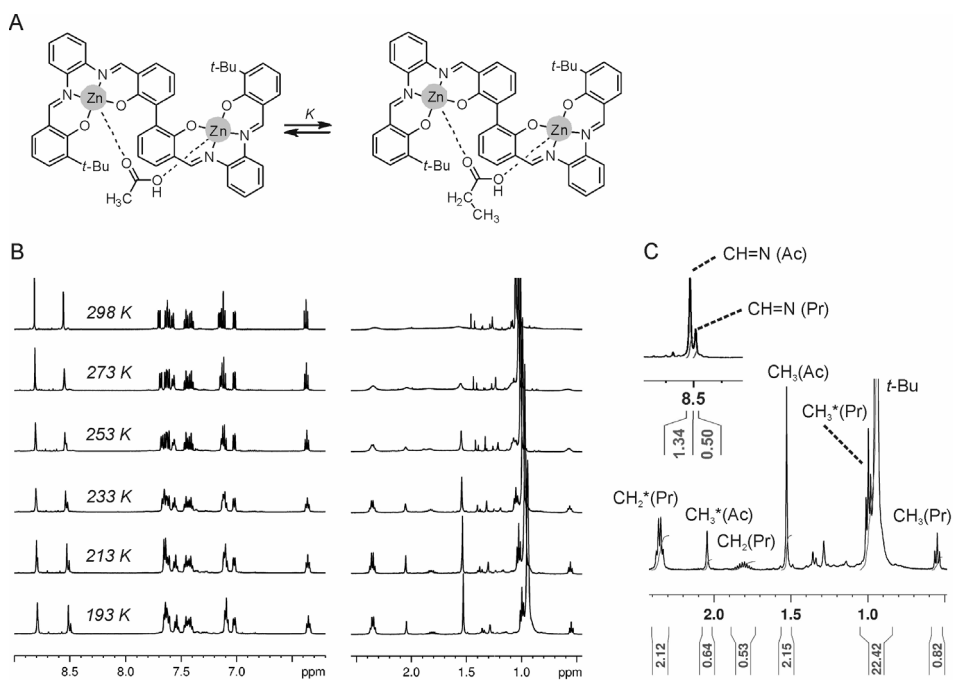 A
t-Bu
N
N
Zn
O
O
O
Zn
O
N
N
t-Bu
O
O
H
H3C
K
t-Bu
N
N
Zn
O
O
O
Zn
O
N
N
t-Bu
O
O
H
H2C
CH3
B
298 K
273 K
253 K
233 K
213 K
193 K
8.5 8.0 7.5 7.0 ppm
2.0 1.0 ppm
C
CH=N (Ac)
CH=N (Pr)
8.5
1.34 0.50
CH3(Ac)
t-Bu
CH3*(Pr)
CH2*(Pr)
CH3*(Ac)
CH2(Pr)
CH3(Pr)
2.0 1.5 1.0
2.12 0.64 0.53 2.15 22.42 0.82